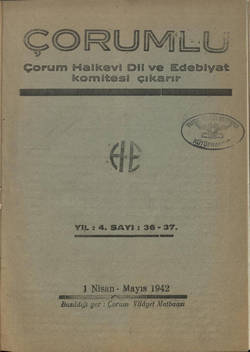 ÇORUMLU
Çorum Halkevi Dil ve Edebiyat
komitesi çıkarır
HE
YIL : 4. SAYI : 36 - 37.
1 Nisan - Mayıs 1942
Basıldığı yer : Çorum Vilâyet Matbaası